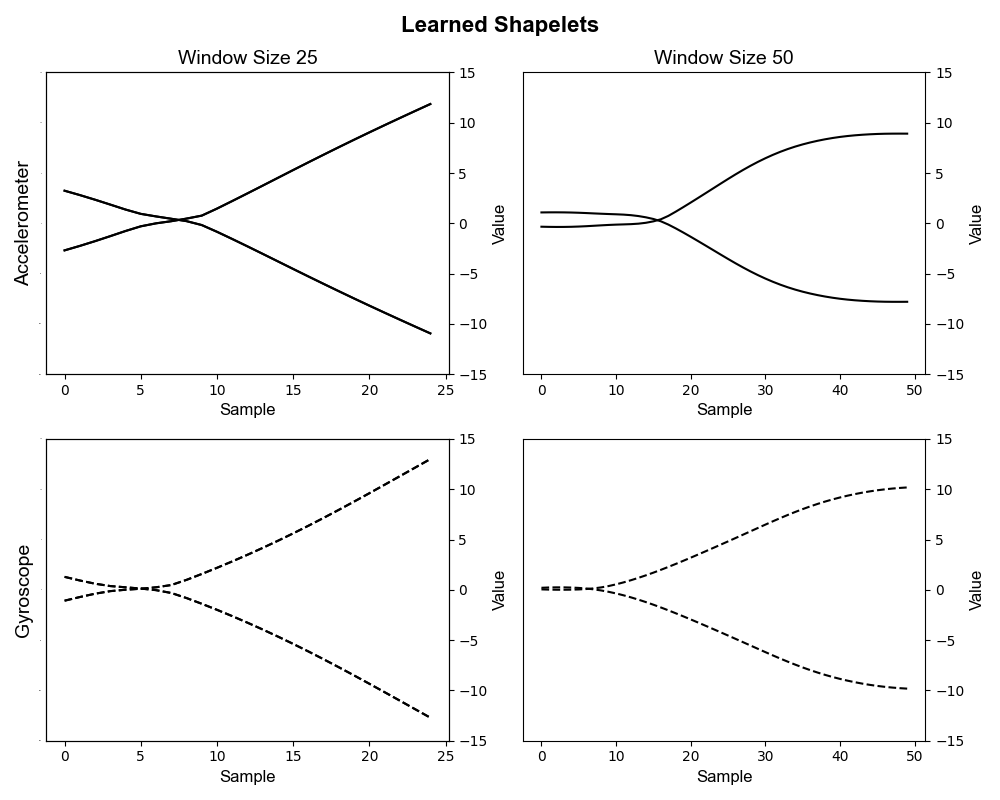 Learned Shapelets
Window Size 25
Window Size 50
Accelerometer
15
10
5
0
−5
−10
−15
Value
0 5 10 15 20 25
Sample
15
10
5
0
−5
−10
−15
Value
0 10 20 30 40 50
Sample
Gyroscope
15
10
5
0
−5
−10
−15
Value
0 5 10 15 20 25
Sample
15
10
5
0
−5
−10
−15
Value
0 10 20 30 40 50
Sample